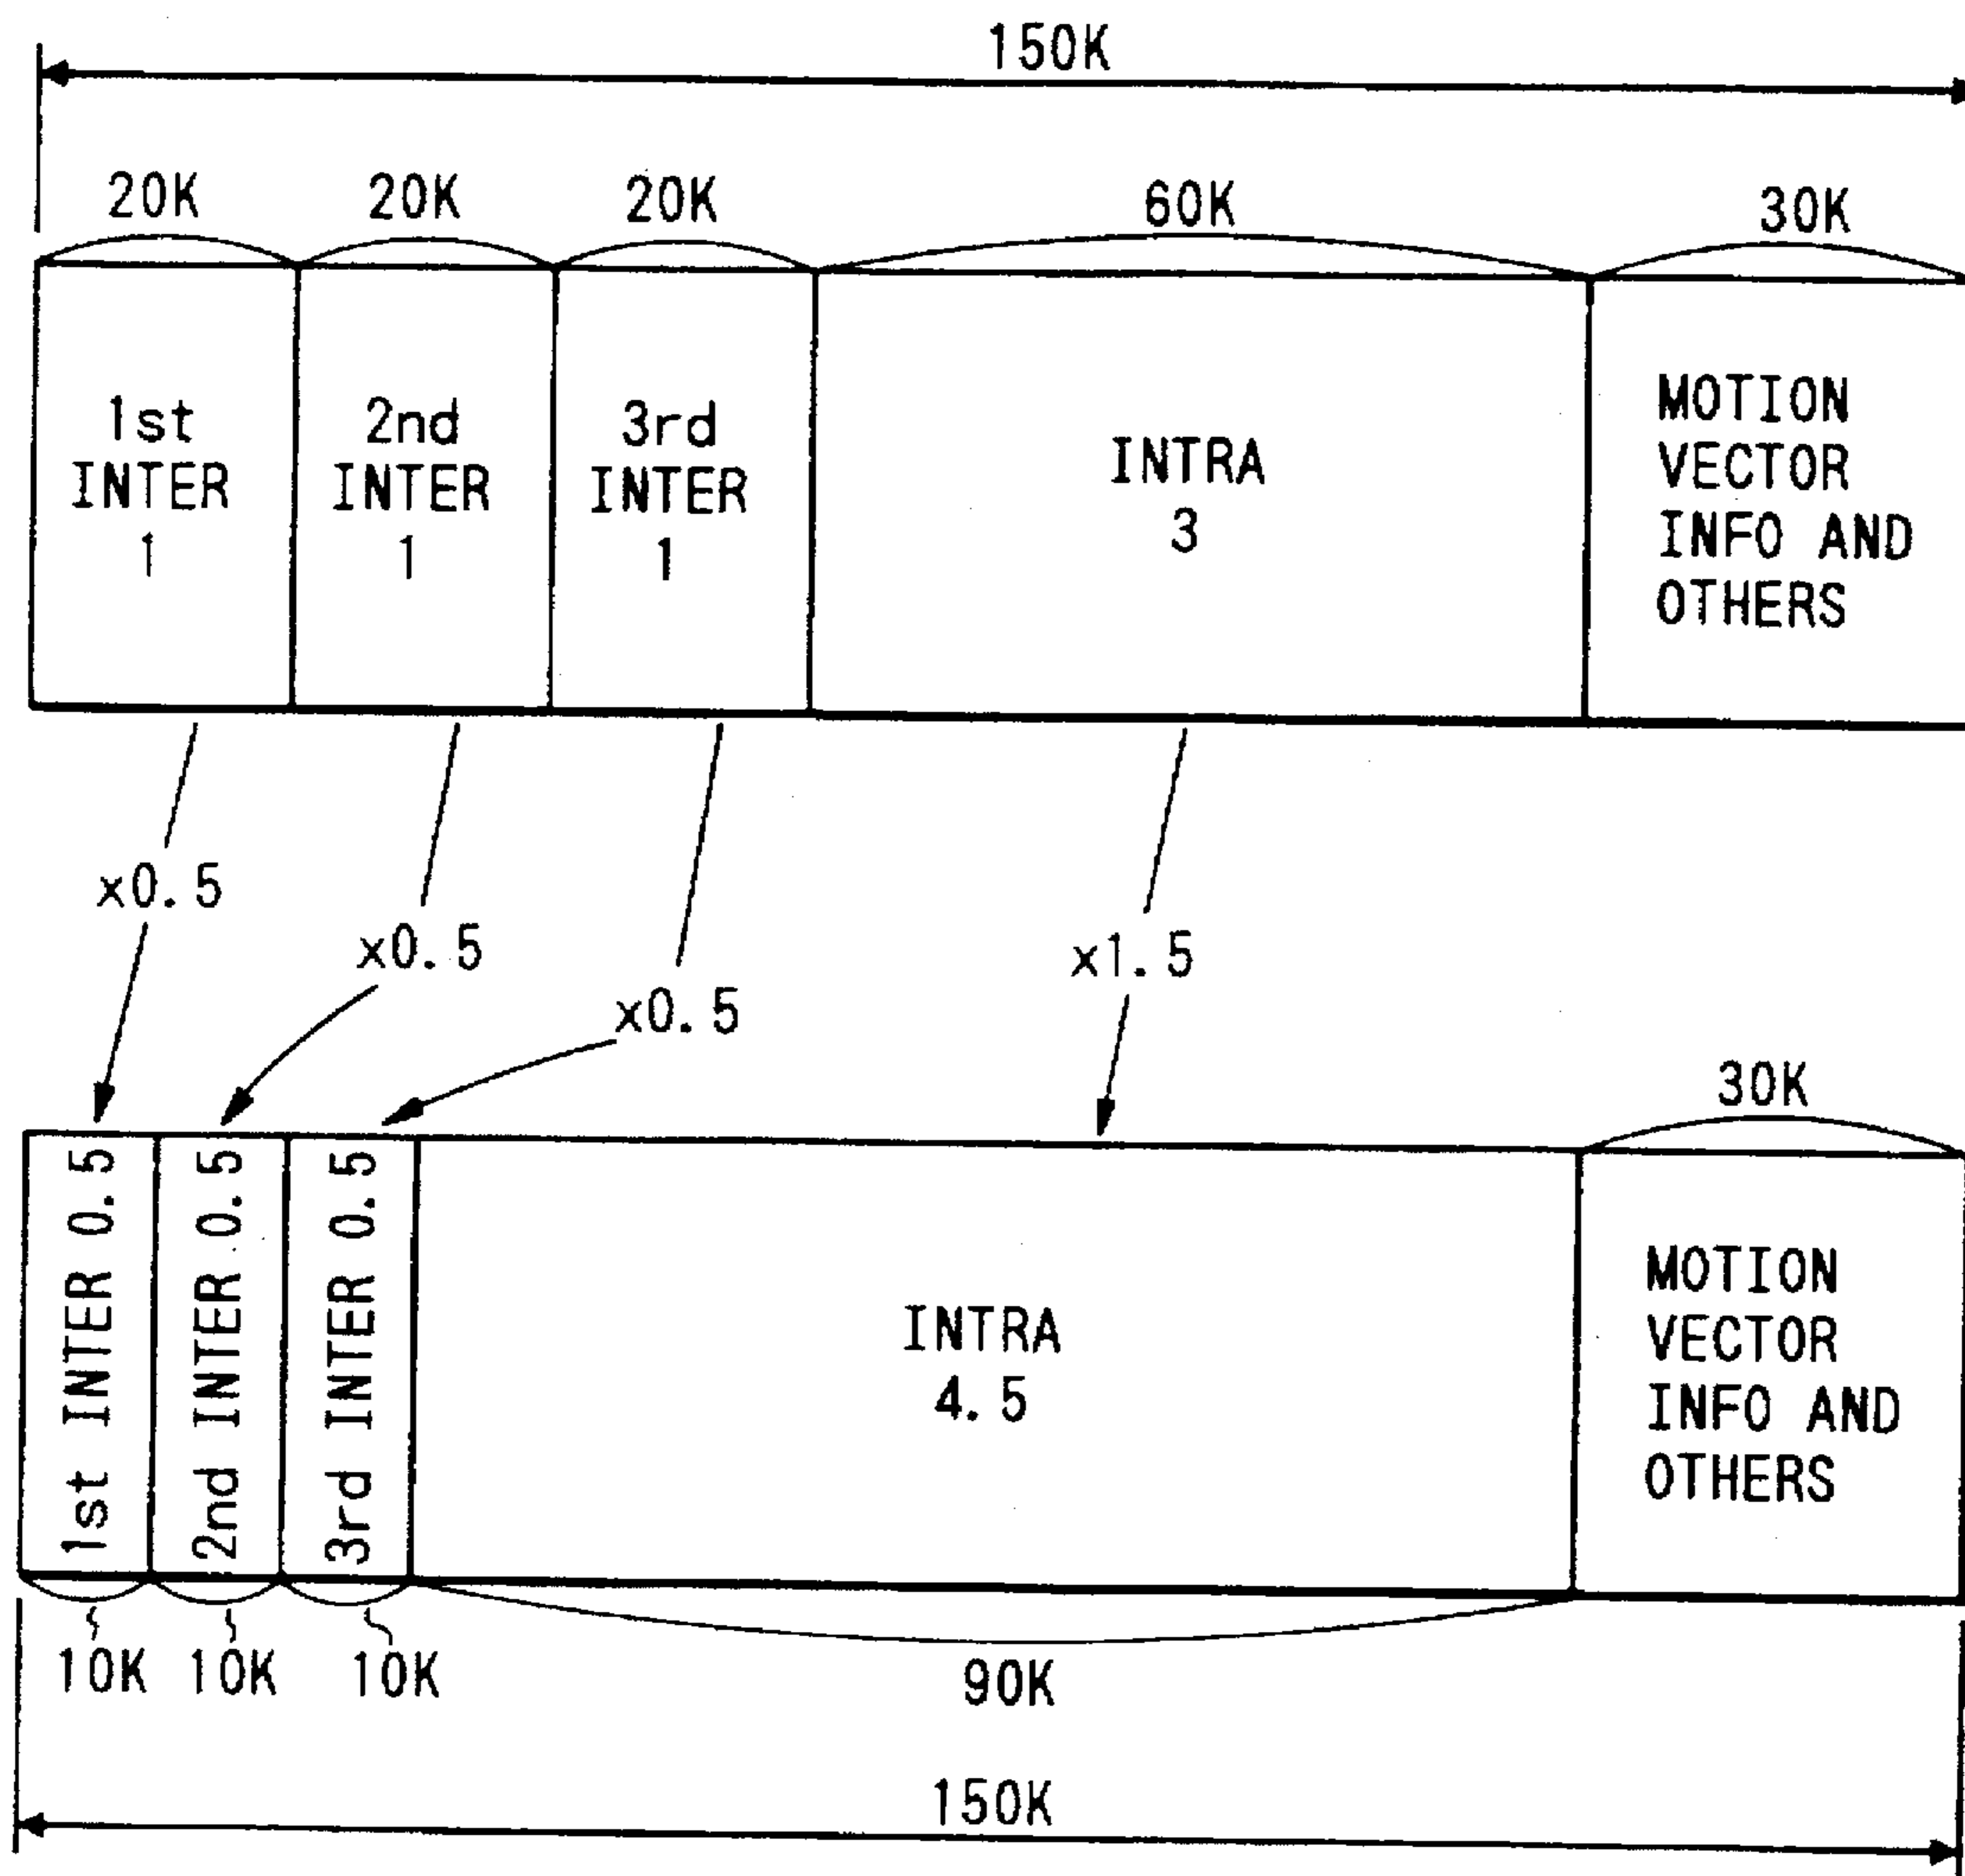 150K
20K
20K
20K
60K
30K
1st
INTER
1
2nd
INTER
1
3rd
INTER
1
INTRA
3
MOTION
VECTOR
INFO AND
OTHERS
x0.5
x0.5
x0.5
x1.5
30K
1st INTER 0.5
2nd INTER 0.5
3rd INTER 0.5
INTRA
4.5
MOTION
VECTOR
INFO AND
OTHERS
10K
10K
10K
90K
150K